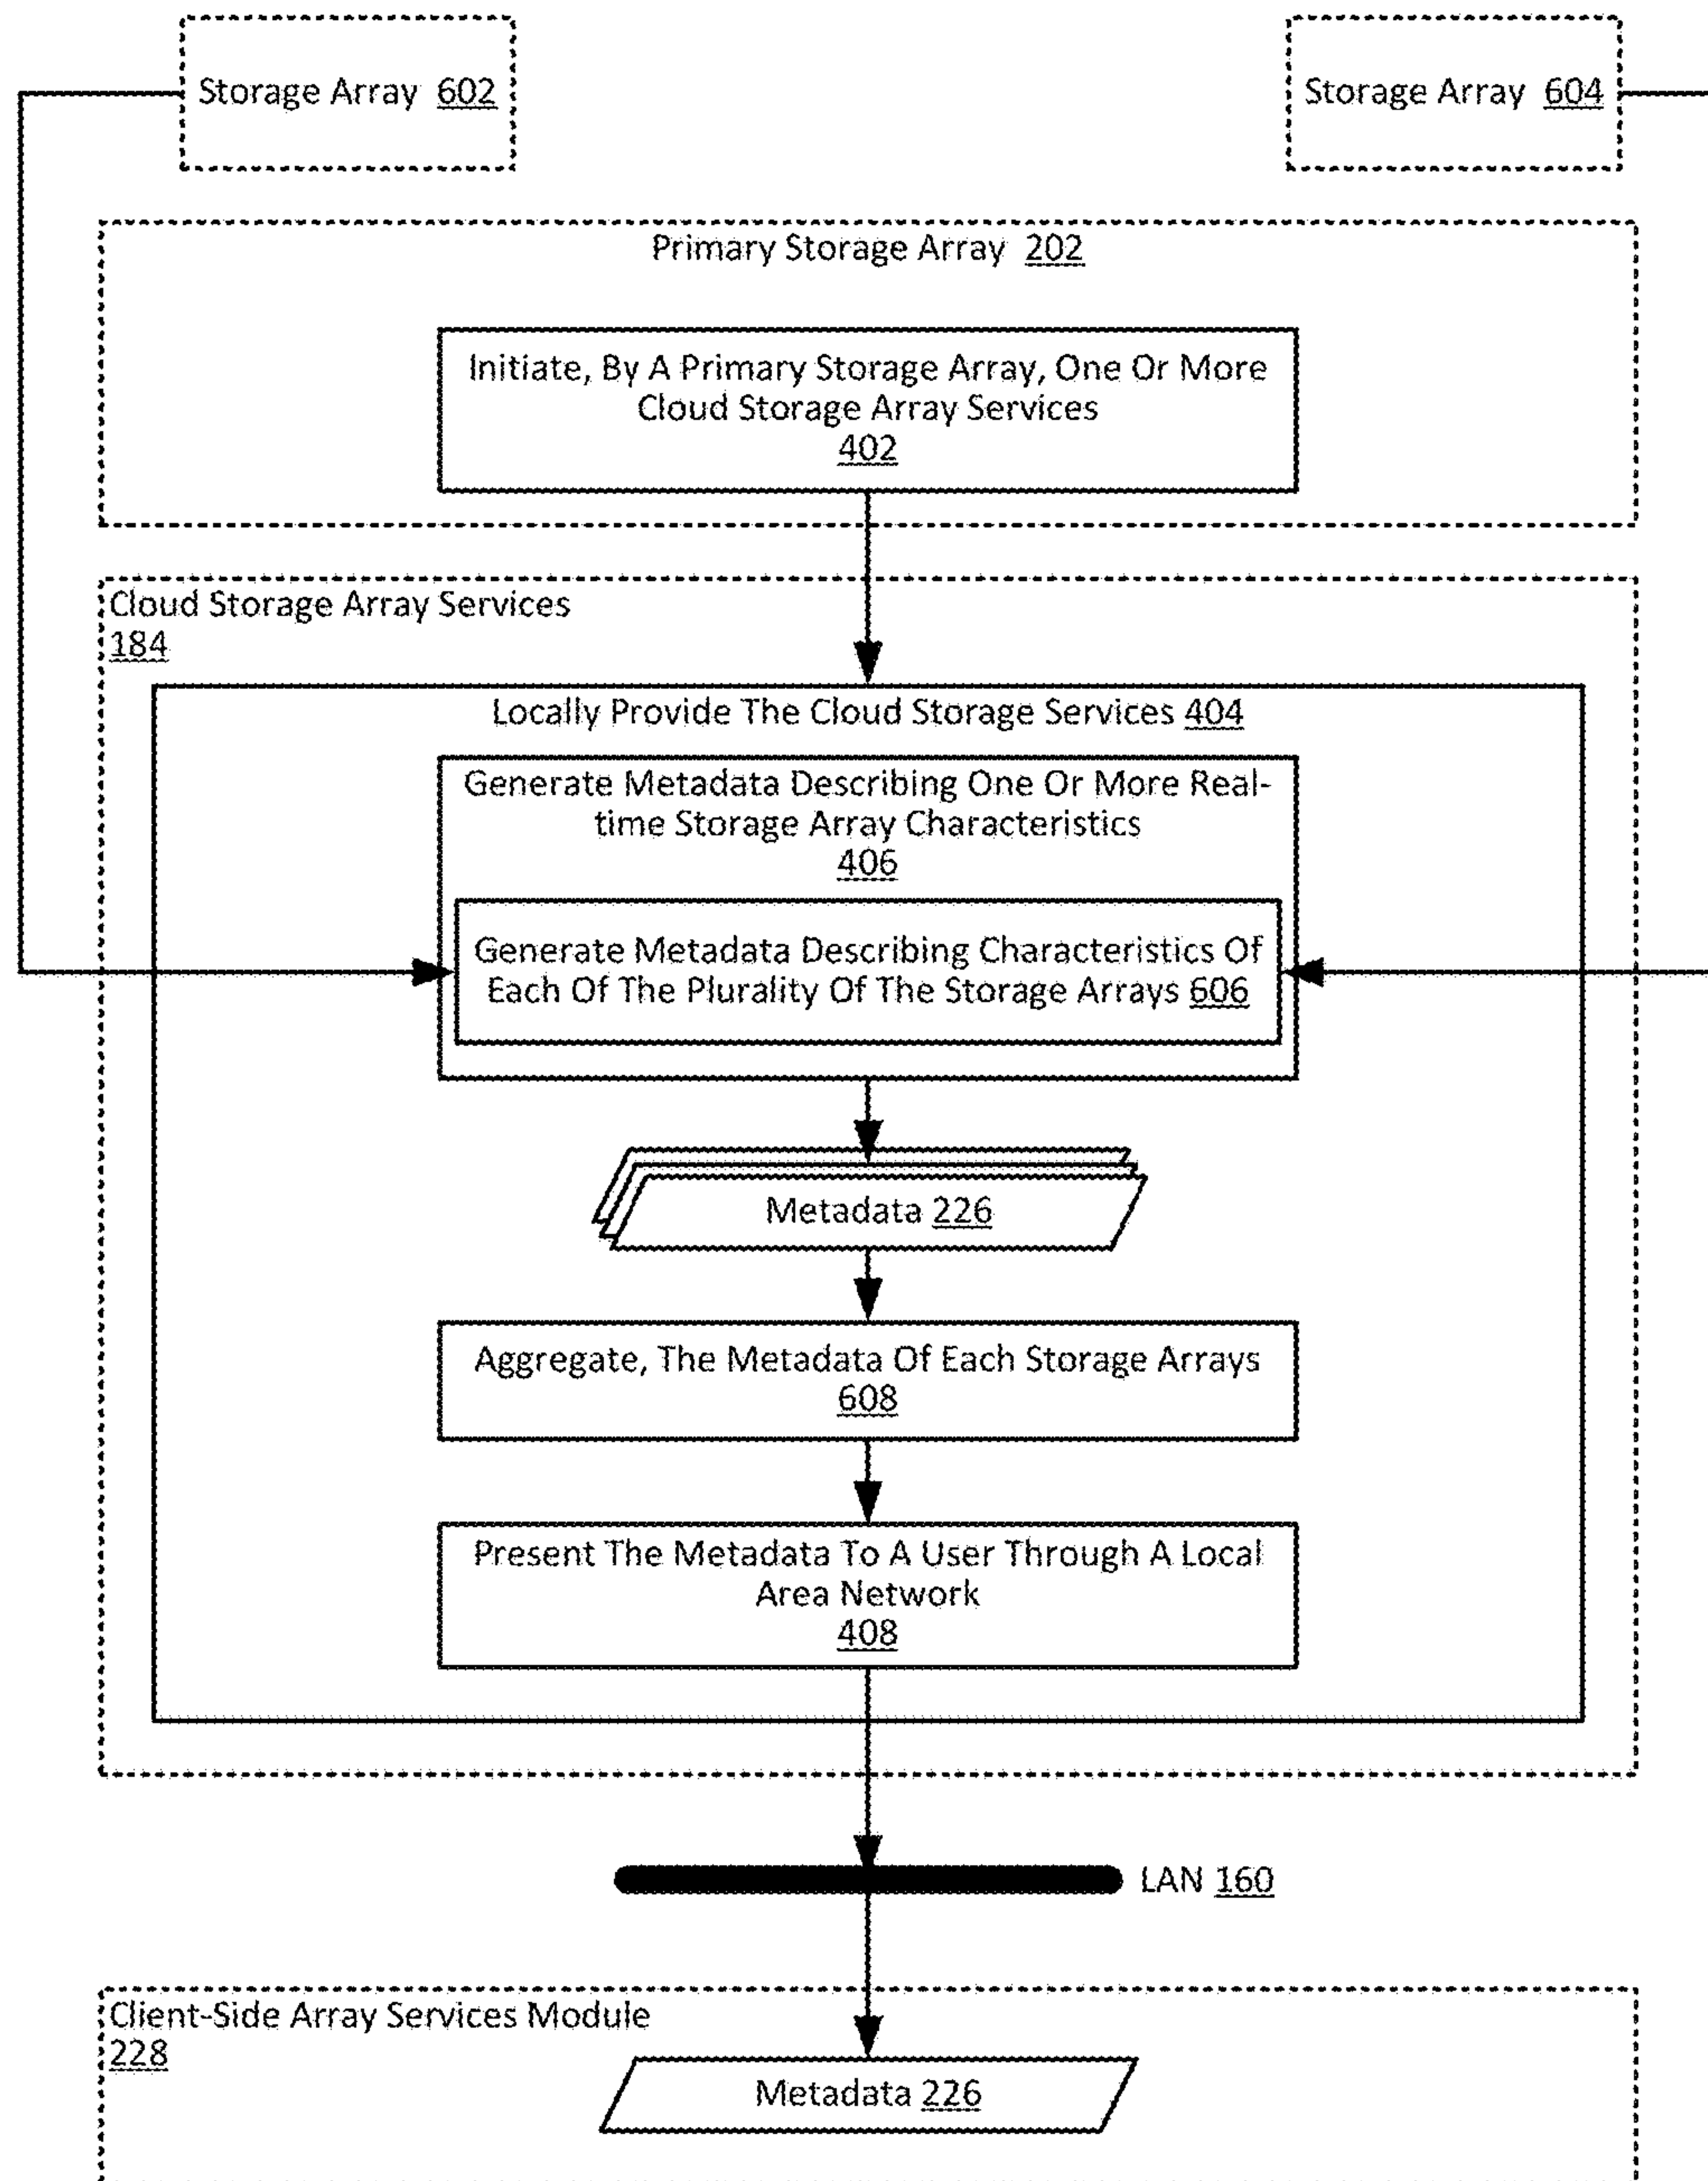 Storage Array 602
Storage Array 604
Primary Storage Array 202
Initiate, By A Primary Storage Array, One Or More
Cloud Storage Array Services
402
Cloud Storage Array Services
184
Locally Provide The Cloud Storage Services 404
Generate Metadata Describing One Or More Real-
time Storage Array Characteristics
406
Generate Metadata Describing Characteristics Of
Each Of The Plurality Of The Storage Arrays 606
Metadata 226
Aggregate, The Metadata Of Each Storage Arrays
608
Present The Metadata To A User Through A Local
Area Network
408
LAN 160
Client-Side Array Services Module
228
Metadata 226